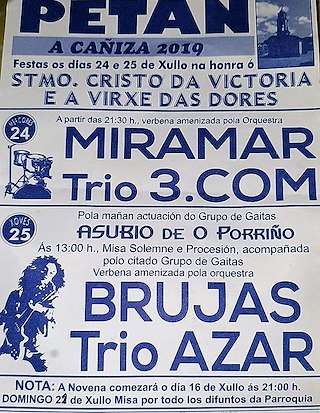 PETAN
A CAÑIZA 2019
Festas os dias 24 e 25 de Xullo na honra ó
STMO. CRISTO DA VICTORIA
E A VIRXE DAS DORES
MERCORES
24
A partir das 21:30 h., verbena amenizada pola Orquestra
MIRAMAR
Trio 3.COM
XOVES
25
Pola mañan actuación do Grupo de Gaitas
ASUBIO DE O PORRIÑO
Ás 13:00 h., Misa Solemne e Procesión, acompañada
polo citado Grupo de Gaitas
Verbena amenizada pola orquestra
BRUJAS
Trio AZAR
NOTA: A Novena comezará o día 16 de Xullo ás 21:00 h.
DOMINGO 21 de Xullo Misa por todo los difuntos da Parroquia